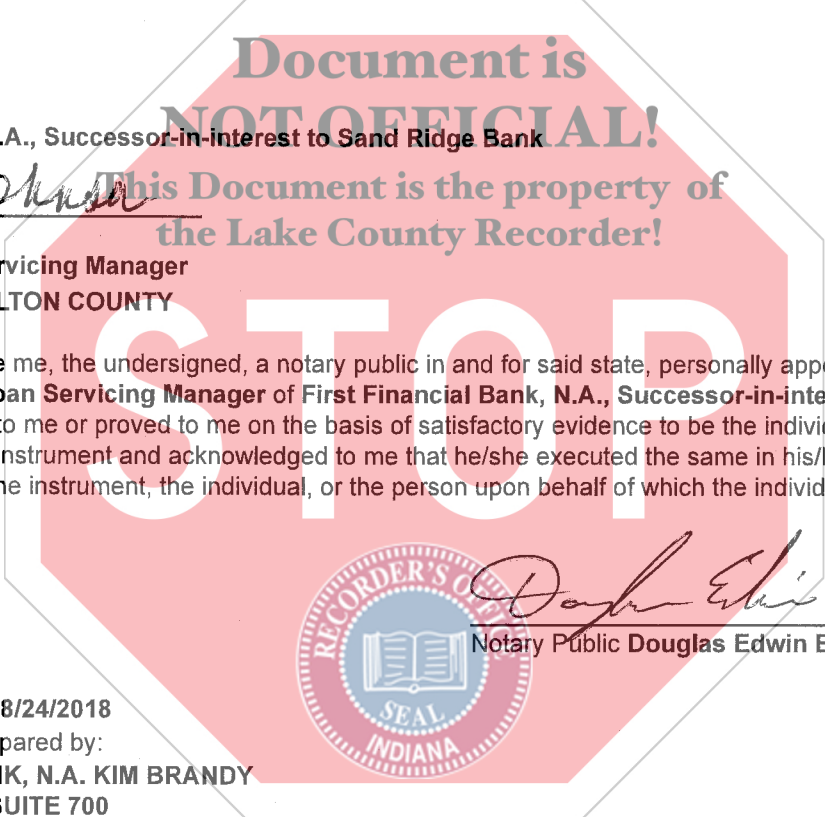 Document is
NOT OFFICIAL!
.A., Successor-in-interest to Sand Ridge Bank
This Document is the property of
the Lake County Recorder!
rvicing Manager
LTON COUNTY
STOP
e me, the undersigned, a notary public in and for said state, personally appe
oan Servicing Manager of First Financial Bank, N.A., Successor-in-inte
to me or proved to me on the basis of satisfactory evidence to be the individ
nstrument and acknowledged to me that he/she executed the same in his/h
he instrument, the individual, or the person upon behalf of which the individ
RECORDER'S OFFICE
SEAL
INDIANA
Notary Public Douglas Edwin B
8/24/2018
pared by:
NK, N.A. KIM BRANDY
SUITE 700